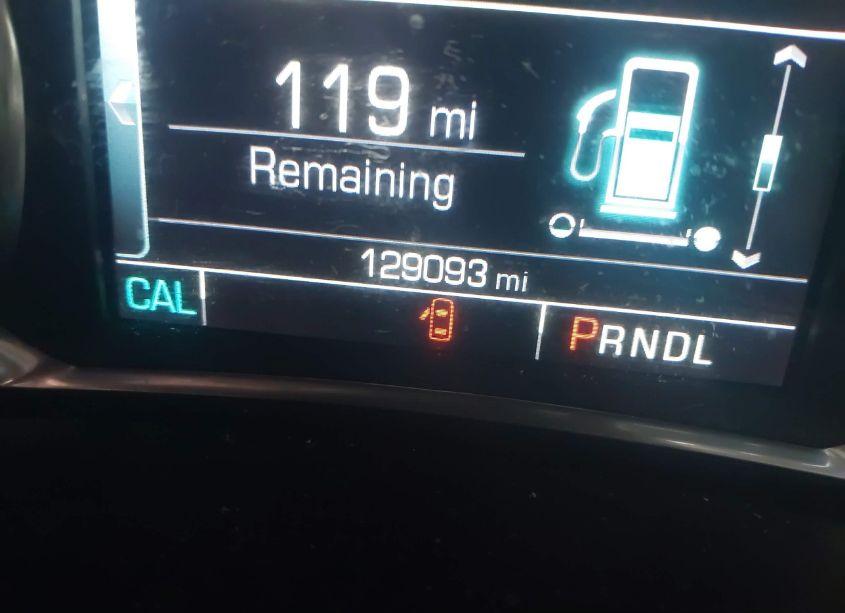 119 mi
Remaining
129093 mi
CAL
PRNDL